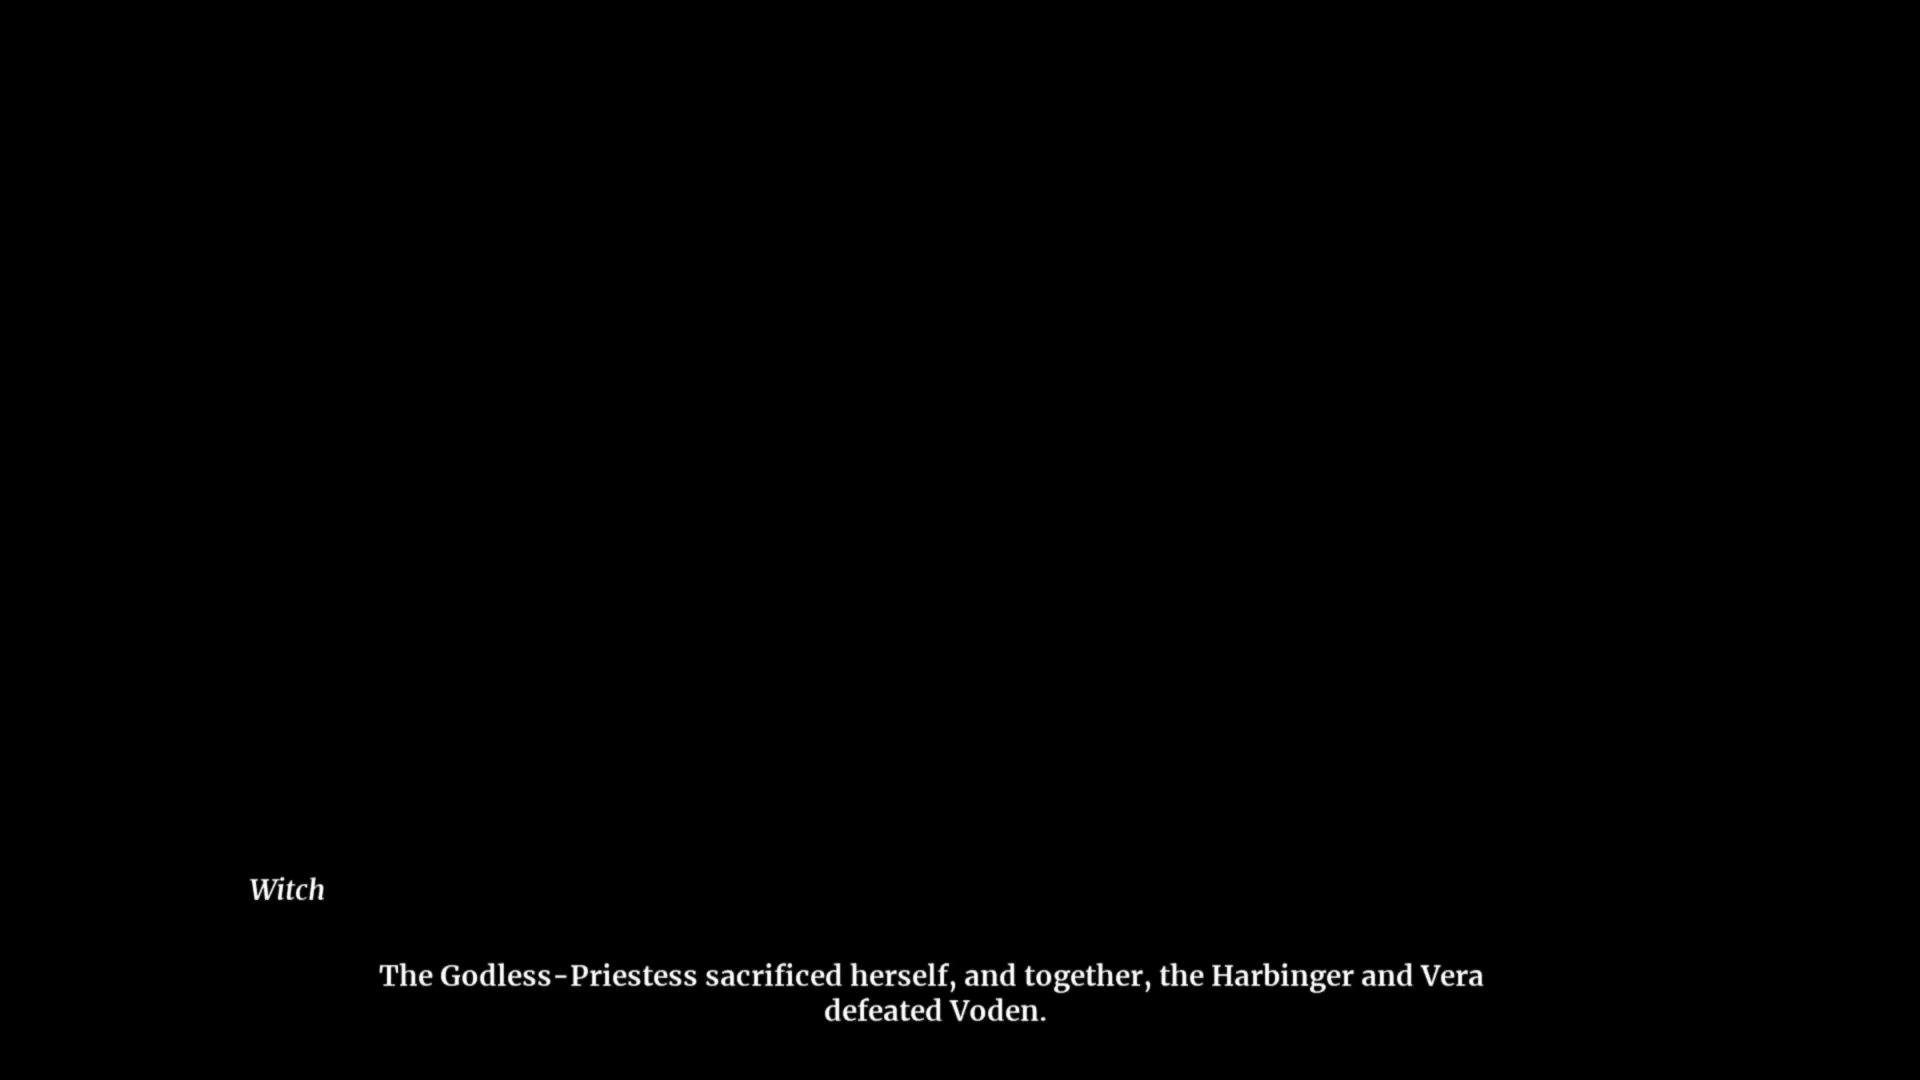 Witch
The Godless-Priestess sacrificed herself, and together, the Harbinger and Vera
defeated Voden.